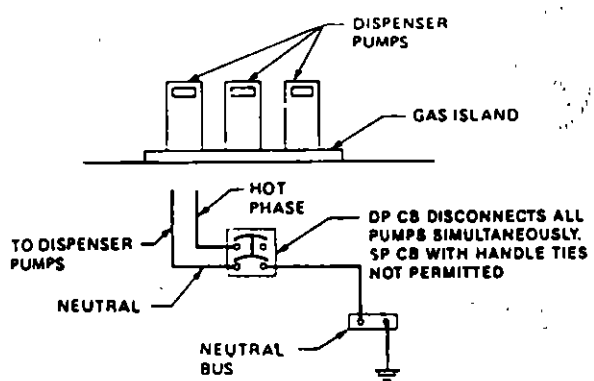 DISPENSER
PUMPS
GAS ISLAND
HOT
PHASE
DP CB DISCONNECTS ALL
PUMPS SIMULTANEOUSLY.
SP CB WITH HANDLE TIES
NOT PERMITTED
TO DISPENSER
PUMPS
NEUTRAL
NEUTRAL
BUS